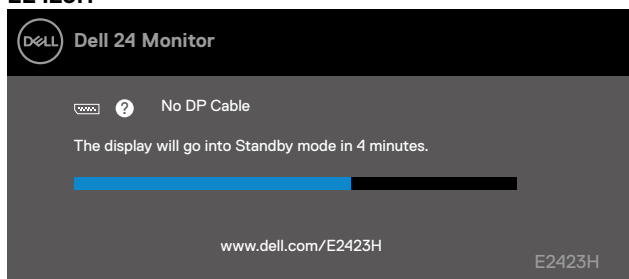 E2423H
DELL Dell 24 Monitor
? No DP Cable
The display will go into Standby mode in 4 minutes.
www.dell.com/E2423H
E2423H